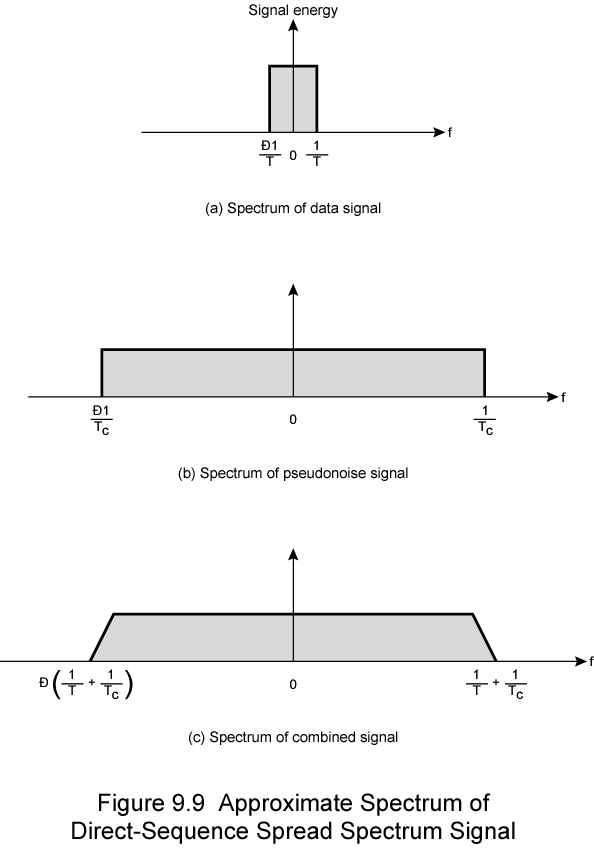 Signal energy
f
Ð1/T 0 1/T
(a) Spectrum of data signal
f
Ð1/Tc 0 1/Tc
(b) Spectrum of pseudonoise signal
f
Ð(1/T + 1/Tc) 0 1/T + 1/Tc
(c) Spectrum of combined signal
Figure 9.9 Approximate Spectrum of
Direct-Sequence Spread Spectrum Signal